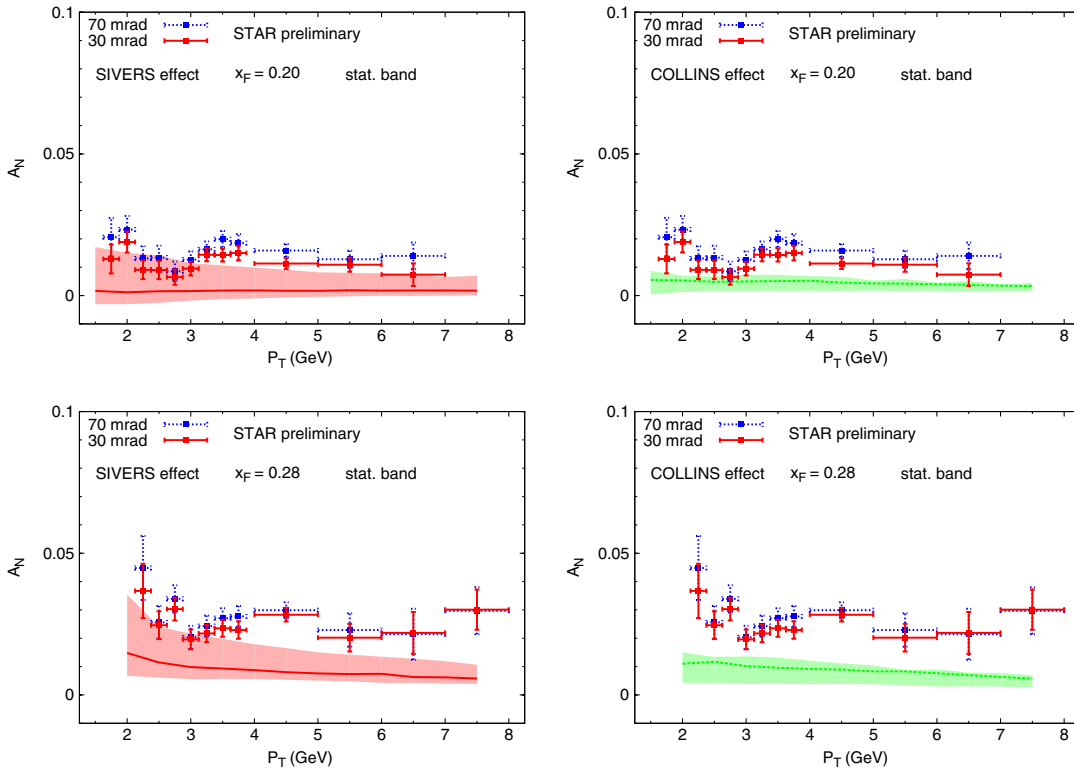 70 mrad
30 mrad
STAR preliminary
SIVERS effect x_F = 0.20 stat. band
A_N
0.1
0.05
0
2 3 4 5 6 7 8
P_T (GeV)
70 mrad
30 mrad
STAR preliminary
COLLINS effect x_F = 0.20 stat. band
A_N
0.1
0.05
0
2 3 4 5 6 7 8
P_T (GeV)
70 mrad
30 mrad
STAR preliminary
SIVERS effect x_F = 0.28 stat. band
A_N
0.1
0.05
0
2 3 4 5 6 7 8
P_T (GeV)
70 mrad
30 mrad
STAR preliminary
COLLINS effect x_F = 0.28 stat. band
A_N
0.1
0.05
0
2 3 4 5 6 7 8
P_T (GeV)